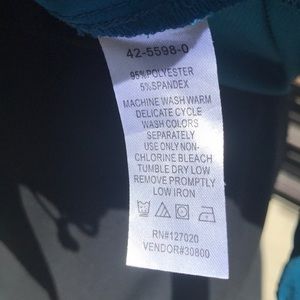 42-5598-0
95%POLYESTER
5%SPANDEX
MACHINE WASH WARM
DELICATE CYCLE
WASH COLORS
SEPARATELY
USE ONLY NON-
CHLORINE BLEACH
TUMBLE DRY LOW
REMOVE PROMPTLY
LOW IRON
RN#127020
VENDOR#30800